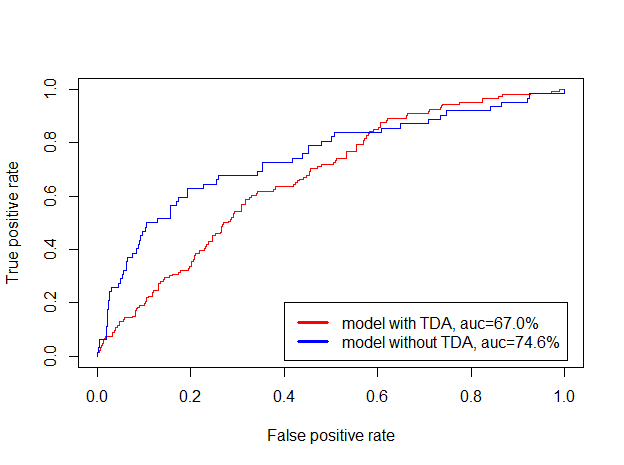 True positive rate
1.0
0.8
0.6
0.4
0.2
0.0
model with TDA, auc=67.0%
model without TDA, auc=74.6%
0.0 0.2 0.4 0.6 0.8 1.0
False positive rate